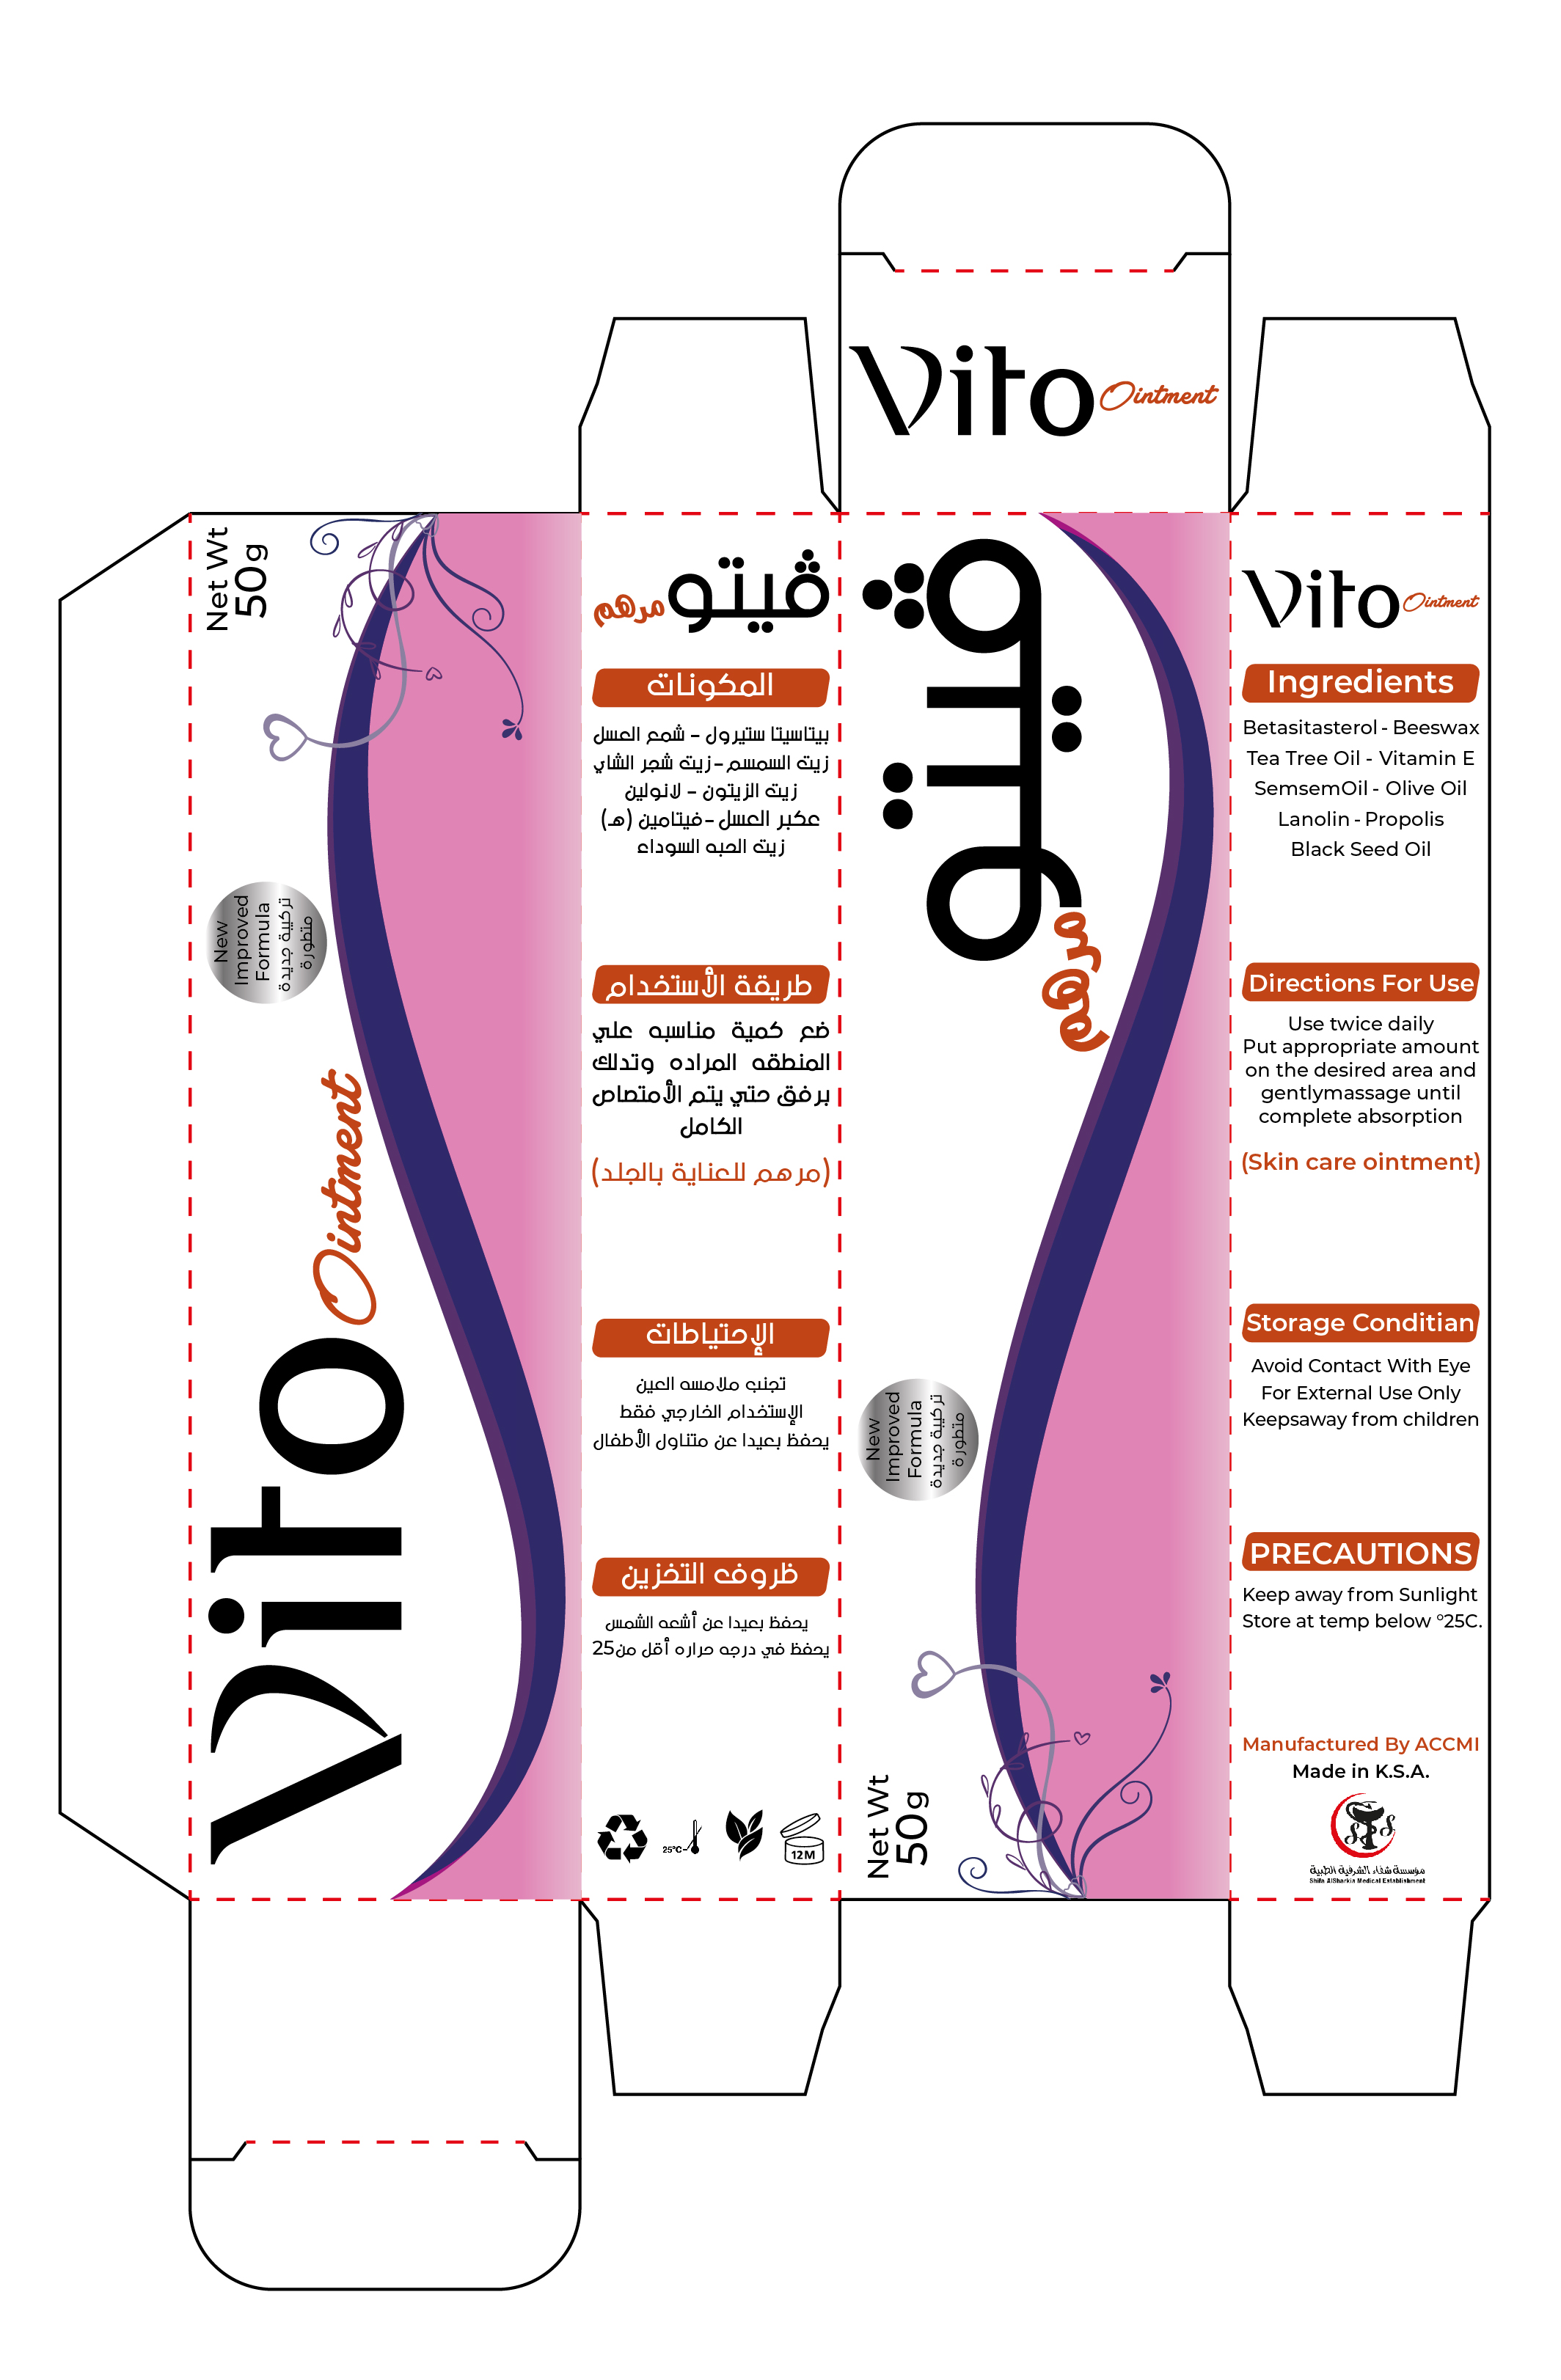 Vito Ointment
Net Wt
50g
New
Improved
Formula
تركيبة جديدة
متطورة
Vito Ointment
ڤيتو مرهم
المكونات
بيتاسيتا ستيرول - شمع العسل
زيت السمسم-زيت شجر الشاي
زيت الزيتون - لانولين
عكبر العسل-فيتامين (هـ)
زيت الحبه السوداء
طريقة الأستخدام
ضع كمية مناسبه علي
المنطقه المراده وتدلك
برفق حتي يتم الأمتصاص
الكامل
(مرهم للعناية بالجلد)
الإحتياطات
تجنب ملامسه العين
الإستخدام الخارجي فقط
يحفظ بعيدا عن متناول الأطفال
ظروف التخزين
يحفظ بعيدا عن أشعه الشمس
يحفظ في درجه حراره أقل من25
25°C
12M
ڤيتو مرهم
New
Improved
Formula
تركيبة جديدة
متطورة
Net Wt
50g
Vito Ointment
Ingredients
Betasitasterol - Beeswax
Tea Tree Oil - Vitamin E
SemsemOil - Olive Oil
Lanolin - Propolis
Black Seed Oil
Directions For Use
Use twice daily
Put appropriate amount
on the desired area and
gentlymassage until
complete absorption
(Skin care ointment)
Storage Conditian
Avoid Contact With Eye
For External Use Only
Keepsaway from children
PRECAUTIONS
Keep away from Sunlight
Store at temp below °25C.
Manufactured By ACCMI
Made in K.S.A.
مؤسسة شفاء الشرقية الطبية
Shifa AlSharkia Medical Establishment